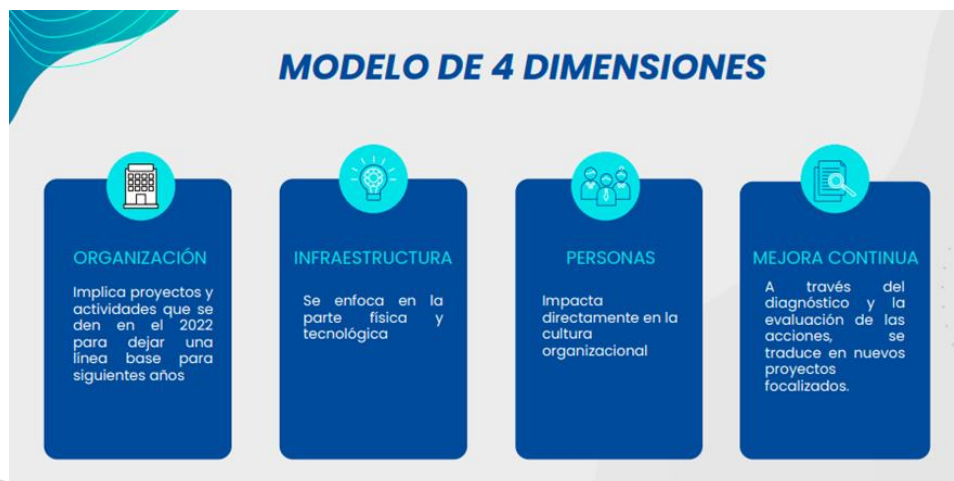 MODELO DE 4 DIMENSIONES
ORGANIZACIÓN
Implica proyectos y
actividades que se
den en el 2022
para dejar una
línea base para
siguientes años
INFRAESTRUCTURA
Se enfoca en la
parte física y
tecnológica
PERSONAS
Impacta
directamente en la
cultura
organizacional
MEJORA CONTINUA
A través del
diagnóstico y la
evaluación de las
acciones, se
traduce en nuevos
proyectos
focalizados.